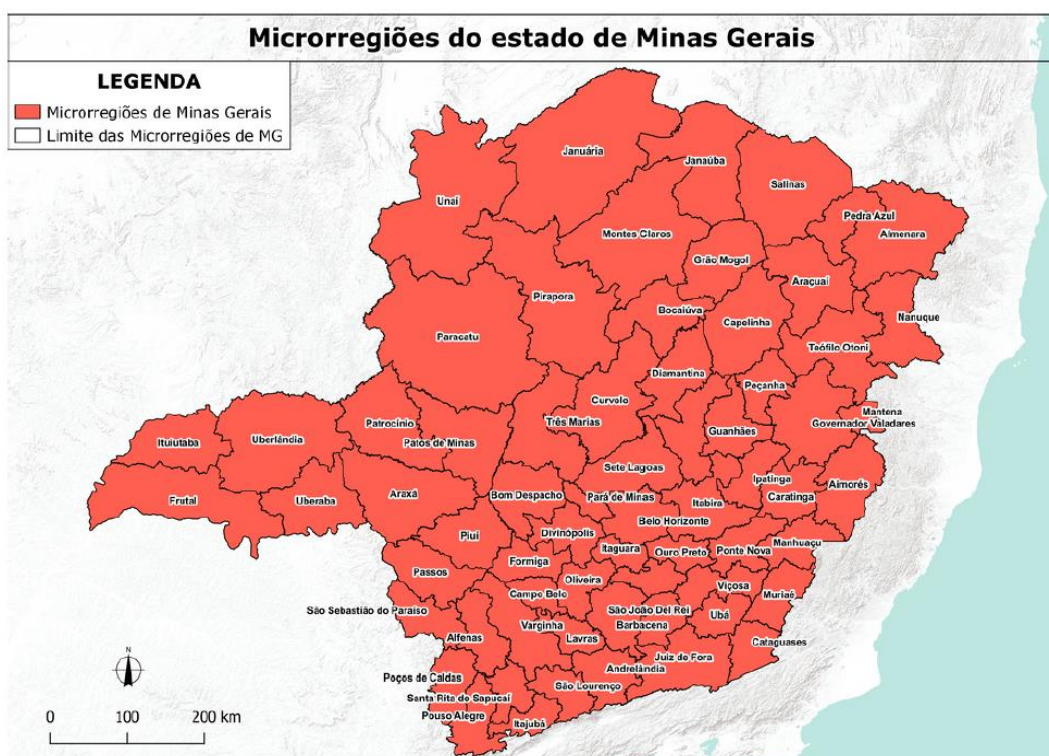 Microrregiões do estado de Minas Gerais
LEGENDA
Microrregiões de Minas Gerais
Limite das Microrregiões de MG
Januária
Janaúba
Salinas
Unaí
Pedra Azul
Almenara
Montes Claros
Grão Mogol
Araçuaí
Pirapora
Bocaiúva
Capelinha
Nanuque
Paracatu
Teófilo Otoni
Diamantina
Peçanha
Curvelo
Mantena
Patrocínio
Três Marias
Governador Valadares
Guanhães
Ituiutaba
Uberlândia
Patos de Minas
Sete Lagoas
Ipatinga
Aimorés
Frutal
Uberaba
Araxá
Bom Despacho
Pará de Minas
Itabira
Caratinga
Belo Horizonte
Piuí
Divinópolis
Manhuaçu
Itaguara
Ouro Preto
Ponte Nova
Formiga
Passos
Oliveira
Viçosa
Campo Belo
Muriaé
São Sebastião do Paraíso
São João Del Rei
Ubá
Varginha
Barbacena
Alfenas
Lavras
Cataguases
Juiz de Fora
Andrelândia
Poços de Caldas
São Lourenço
Santa Rita do Sapucaí
Pouso Alegre
Itajubá
N
0 100 200 km